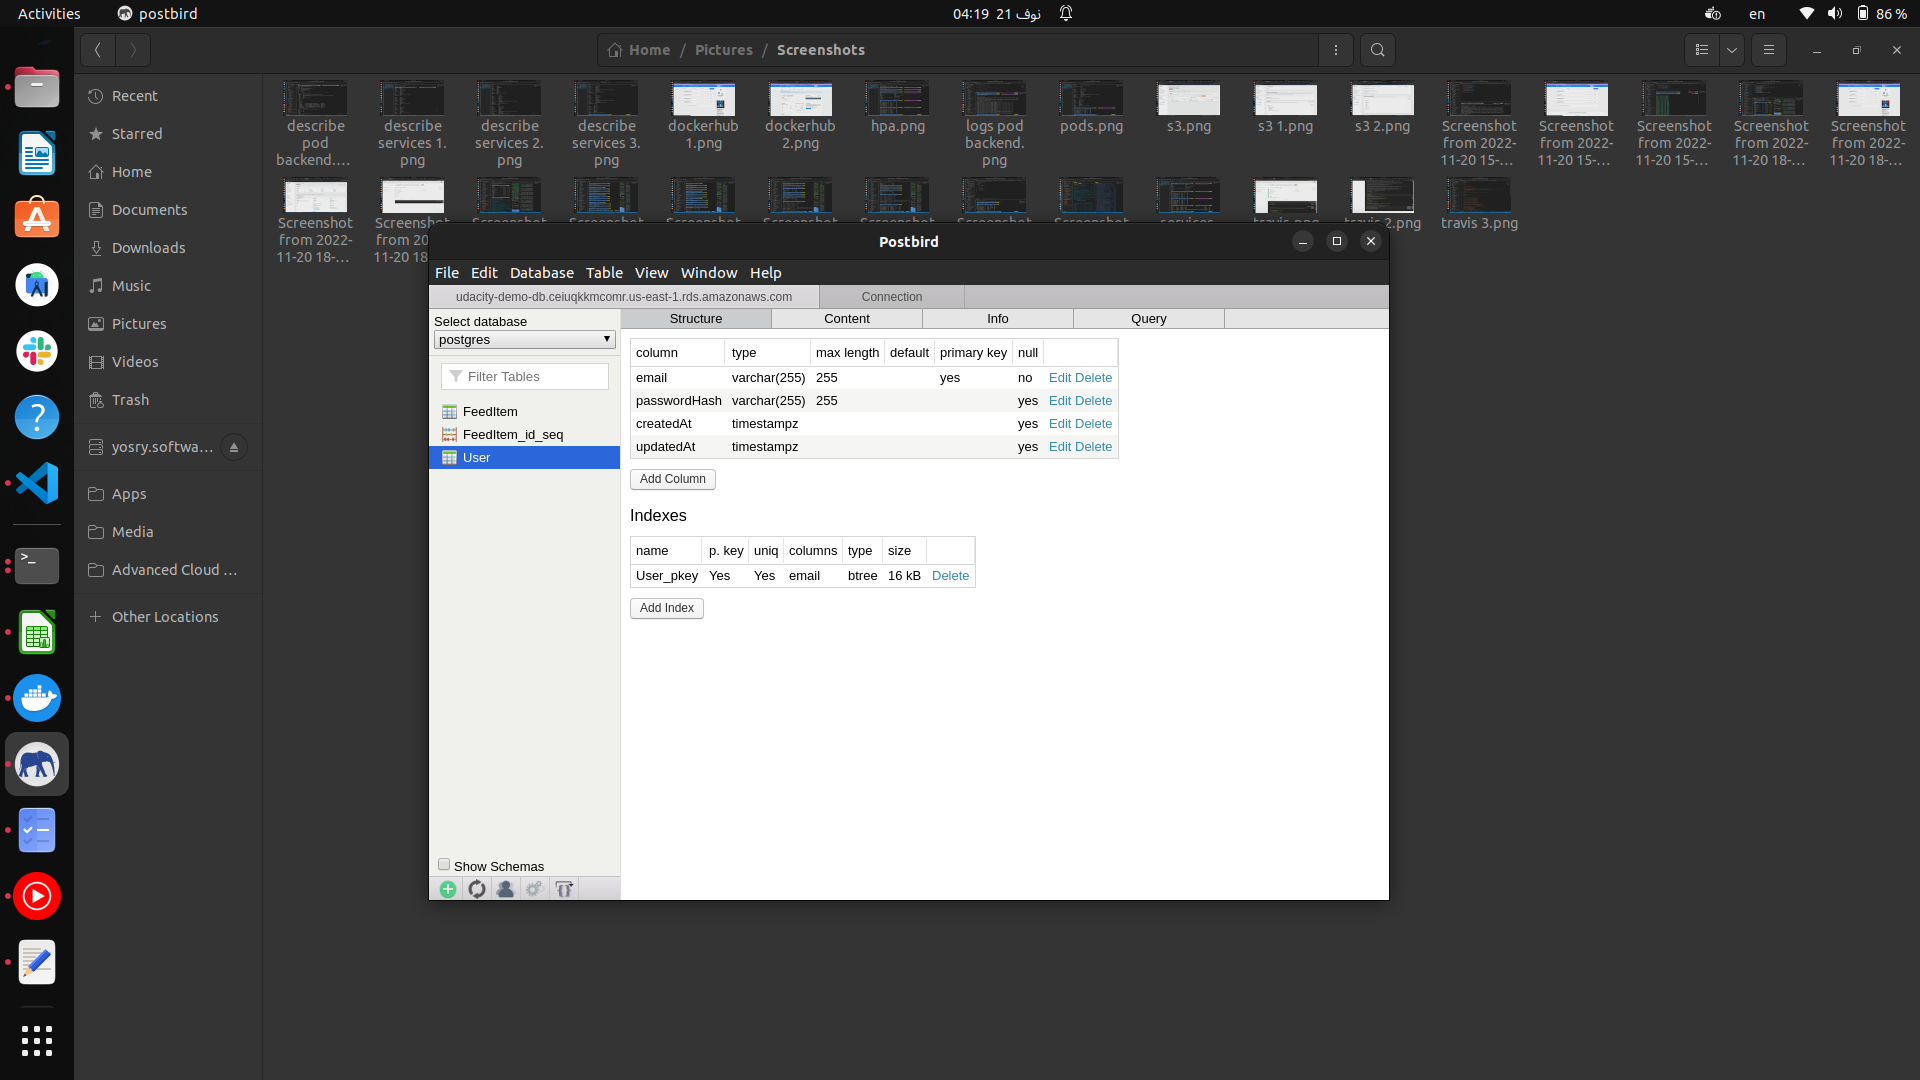 Activities
postbird
04:19 21 نوف
en
86 %
Home / Pictures / Screenshots
Recent
Starred
Home
Documents
Downloads
Music
Pictures
Videos
Trash
yosry.softwa...
Apps
Media
Advanced Cloud ...
Other Locations
describe
pod
backend....
describe
services 1.
png
describe
services 2.
png
describe
services 3.
png
dockerhub
1.png
dockerhub
2.png
hpa.png
logs pod
backend.
png
pods.png
s3.png
s3 1.png
s3 2.png
Screenshot
from 2022-
11-20 15-...
Screenshot
from 2022-
11-20 15-...
Screenshot
from 2022-
11-20 15-...
Screenshot
from 2022-
11-20 18-...
Screenshot
from 2022-
11-20 18-...
Screenshot
from 2022-
11-20 18-...
travis 3.png
Postbird
File Edit Database Table View Window Help
udacity-demo-db.ceiuqkkmcomr.us-east-1.rds.amazonaws.com
Connection
Select database
postgres
Filter Tables
FeedItem
FeedItem_id_seq
User
Show Schemas
Structure Content Info Query
column type max length default primary key null
email varchar(255) 255 yes no Edit Delete
passwordHash varchar(255) 255 yes Edit Delete
createdAt timestampz yes Edit Delete
updatedAt timestampz yes Edit Delete
Add Column
Indexes
name p. key uniq columns type size
User_pkey Yes Yes email btree 16 kB Delete
Add Index